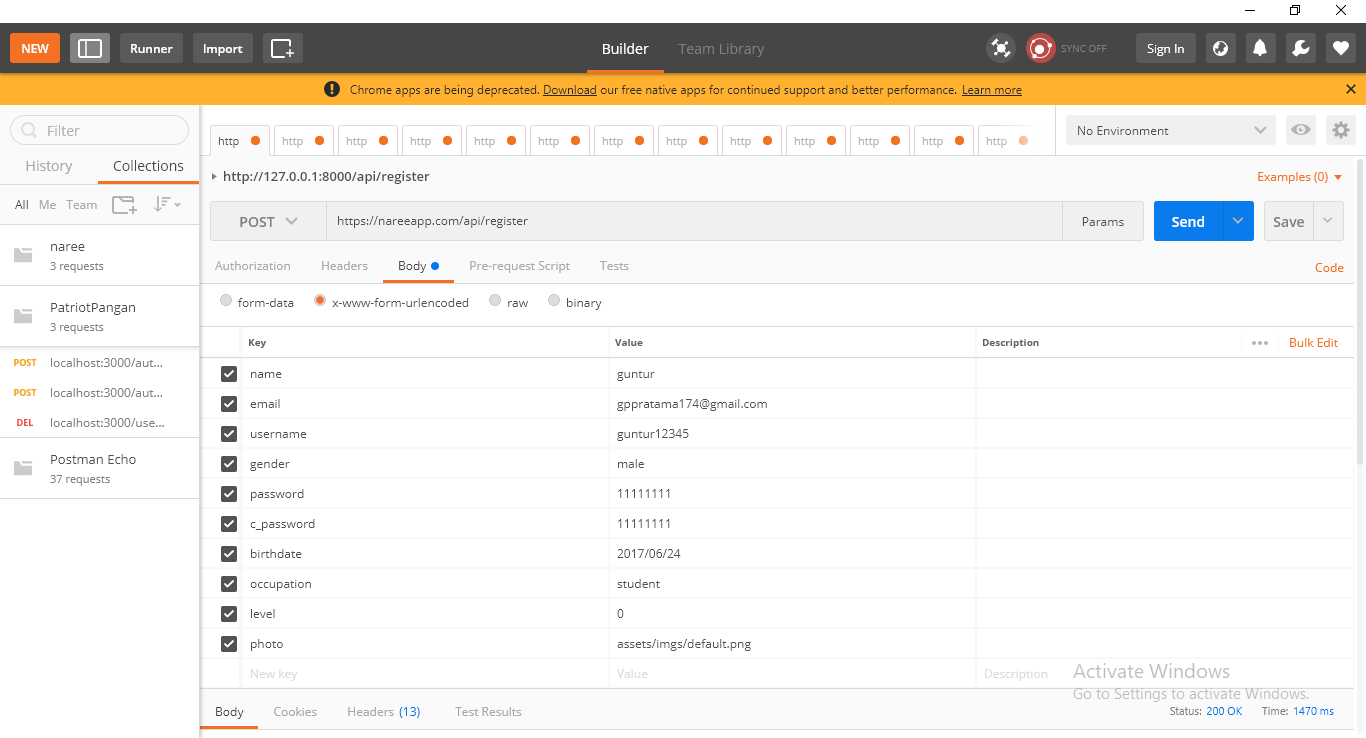 NEW Runner Import Builder Team Library SYNC OFF Sign In
Chrome apps are being deprecated. Download our free native apps for continued support and better performance. Learn more
Filter
History Collections
All Me Team
naree
3 requests
PatriotPangan
3 requests
POST localhost:3000/aut...
POST localhost:3000/aut...
DEL localhost:3000/use...
Postman Echo
37 requests
http http http http http http http http http http http http http
No Environment
http://127.0.0.1:8000/api/register
Examples (0)
POST https://nareeapp.com/api/register Params Send Save
Authorization Headers Body Pre-request Script Tests Code
form-data x-www-form-urlencoded raw binary
Key Value Description Bulk Edit
name guntur
email gppratama174@gmail.com
username guntur12345
gender male
password 11111111
c_password 11111111
birthdate 2017/06/24
occupation student
level 0
photo assets/imgs/default.png
New key Value Description
Activate Windows
Go to Settings to activate Windows.
Body Cookies Headers (13) Test Results
Status: 200 OK Time: 1470 ms